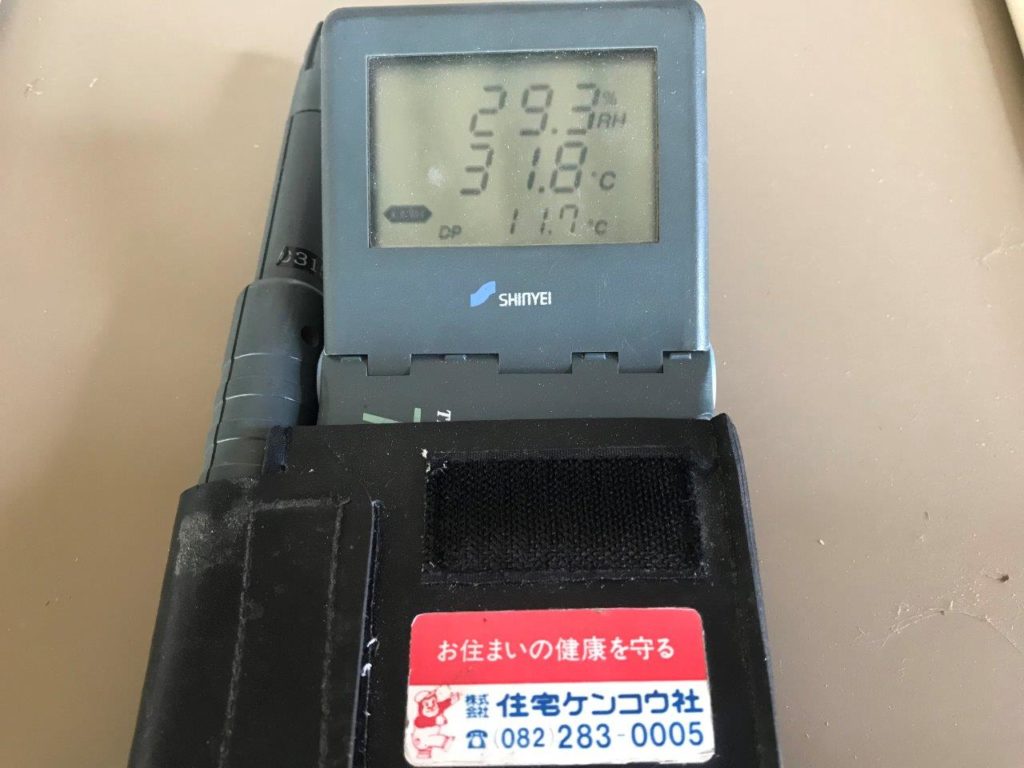 29.3 % RH
31.8 °C
DP 11.7 °C
SHINYEI
お住まいの健康を守る
株式会社 住宅ケンコウ社
☎(082)283-0005